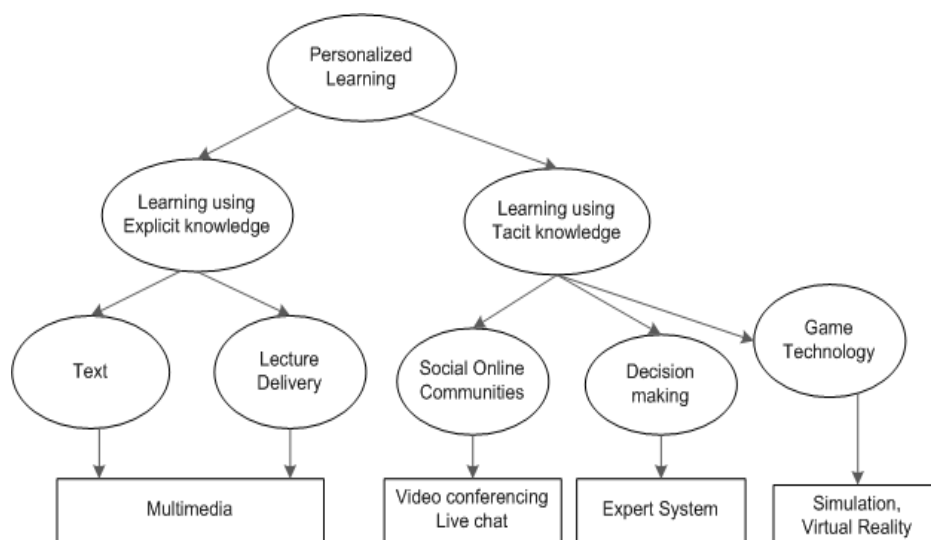 Personalized
Learning
Learning using
Explicit knowledge
Learning using
Tacit knowledge
Text
Lecture
Delivery
Social Online
Communities
Decision
making
Game
Technology
Multimedia
Video conferencing
Live chat
Expert System
Simulation,
Virtual Reality